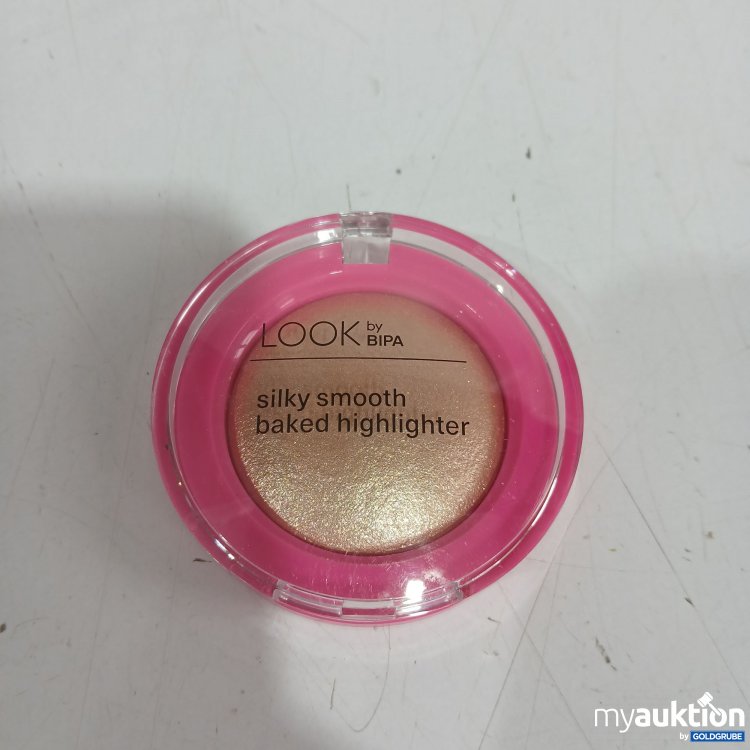 LOOK by BIPA
silky smooth
baked highlighter
myauktion
by GOLDGRUBE